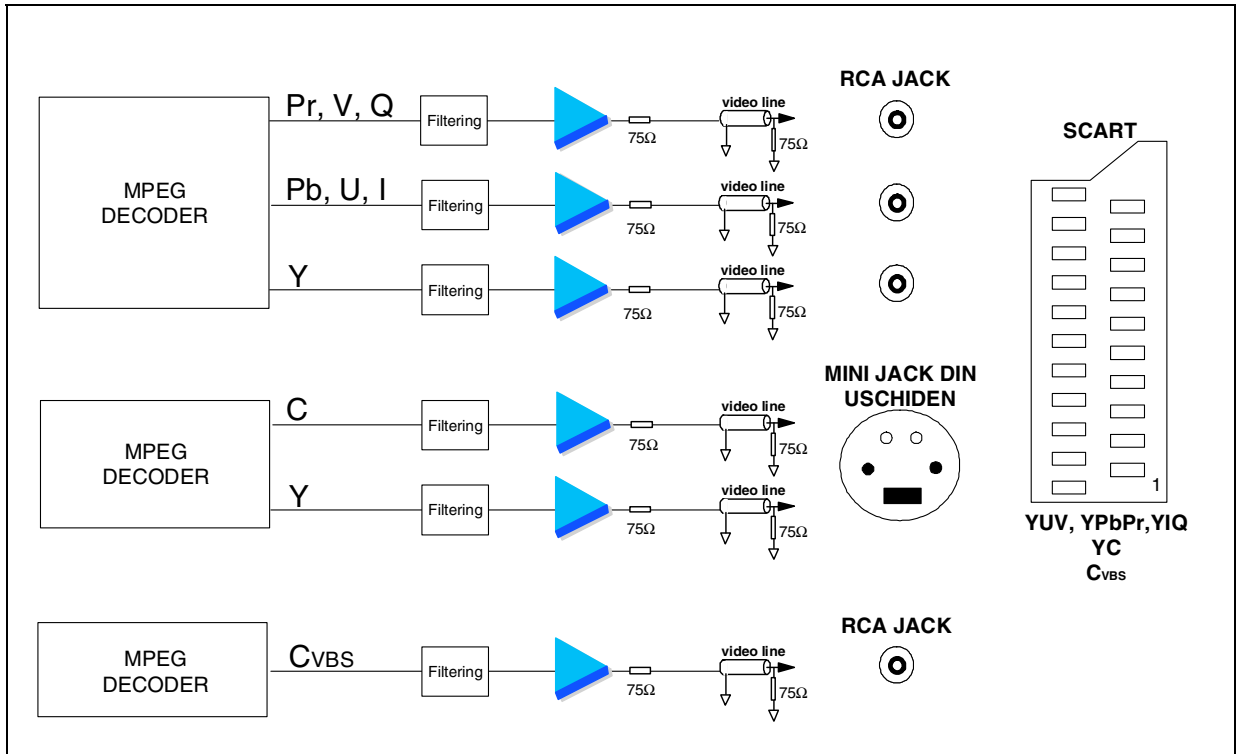 RCA JACK
SCART
MPEG
DECODER
Pr, V, Q
Filtering
75Ω
video line
75Ω
Pb, U, I
Filtering
75Ω
video line
75Ω
Y
Filtering
75Ω
video line
75Ω
MINI JACK DIN
USCHIDEN
MPEG
DECODER
C
Filtering
75Ω
video line
75Ω
Y
Filtering
75Ω
video line
75Ω
1
YUV, YPbPr,YIQ
YC
CVBS
RCA JACK
MPEG
DECODER
CVBS
Filtering
75Ω
video line
75Ω